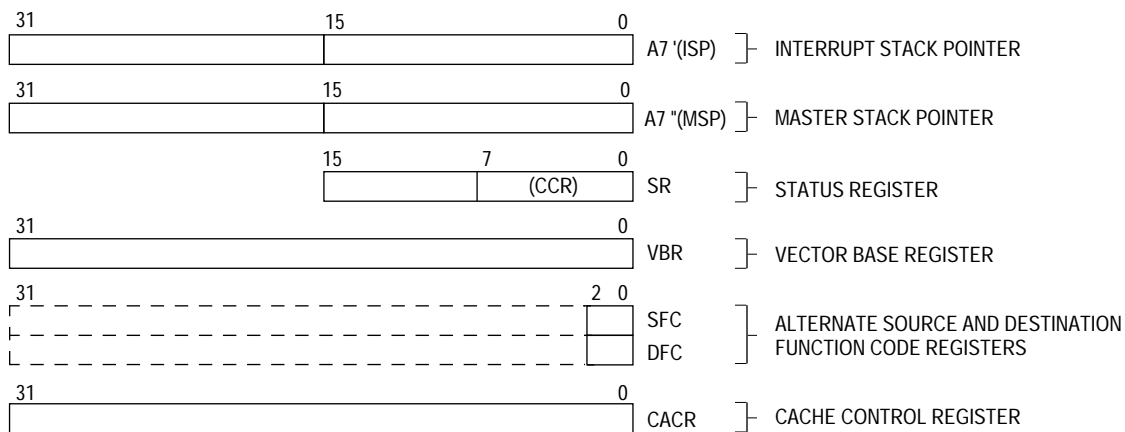 31 15 0
A7 '(ISP) INTERRUPT STACK POINTER
31 15 0
A7 "(MSP) MASTER STACK POINTER
15 7 0
(CCR) SR STATUS REGISTER
31 0
VBR VECTOR BASE REGISTER
31 2 0
SFC
DFC
ALTERNATE SOURCE AND DESTINATION
FUNCTION CODE REGISTERS
31 0
CACR CACHE CONTROL REGISTER